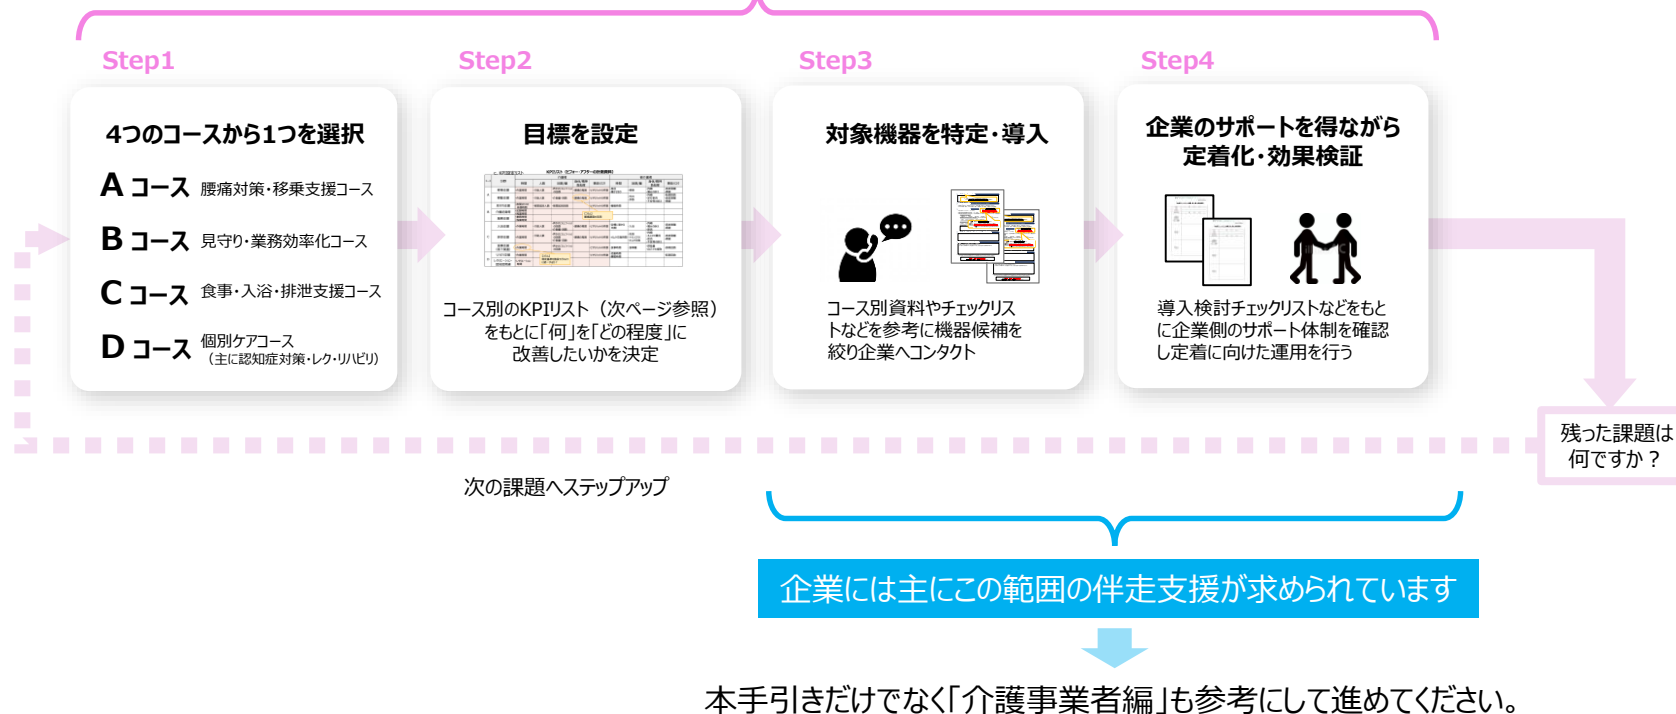 Step1
4つのコースから1つを選択
A コース 腰痛対策・移乗支援コース
B コース 見守り・業務効率化コース
C コース 食事・入浴・排泄支援コース
D コース 個別ケアコース
（主に認知症対策・レク・リハビリ）
Step2
目標を設定
コース別のKPIリスト（次ページ参照）
をもとに「何」を「どの程度」に
改善したいかを決定
Step3
対象機器を特定・導入
コース別資料やチェックリス
トなどを参考に機器候補を
絞り企業へコンタクト
Step4
企業のサポートを得ながら
定着化・効果検証
導入検討チェックリストなどをもと
に企業側のサポート体制を確認
し定着に向けた運用を行う
残った課題は
何ですか？
次の課題へステップアップ
企業には主にこの範囲の伴走支援が求められています
本手引きだけでなく「介護事業者編」も参考にして進めてください。